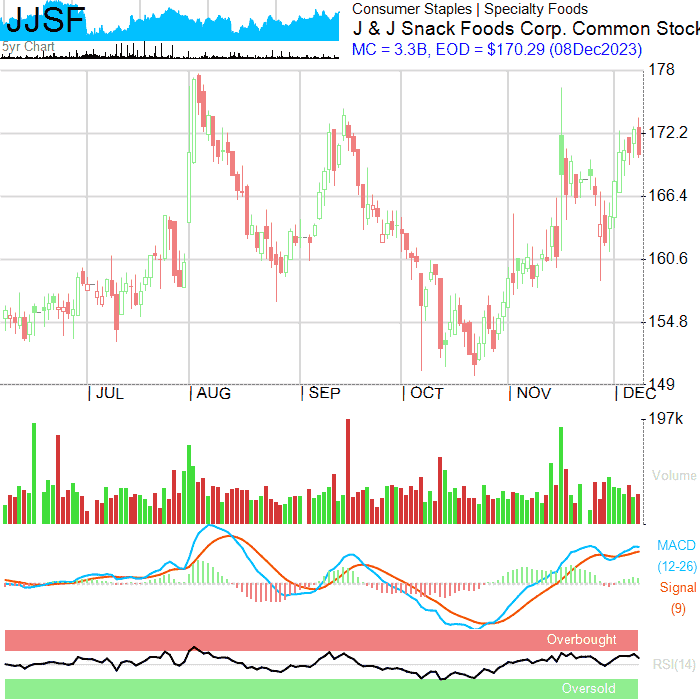 JJSF
5yr Chart
Consumer Staples | Specialty Foods
J & J Snack Foods Corp. Common Stock
MC = 3.3B, EOD = $170.29 (08Dec2023)
178
172.2
166.4
160.6
154.8
149
| JUL | AUG | SEP | OCT | NOV | DEC
197k
Volume
MACD
(12-26)
Signal
(9)
Overbought
RSI(14)
Oversold